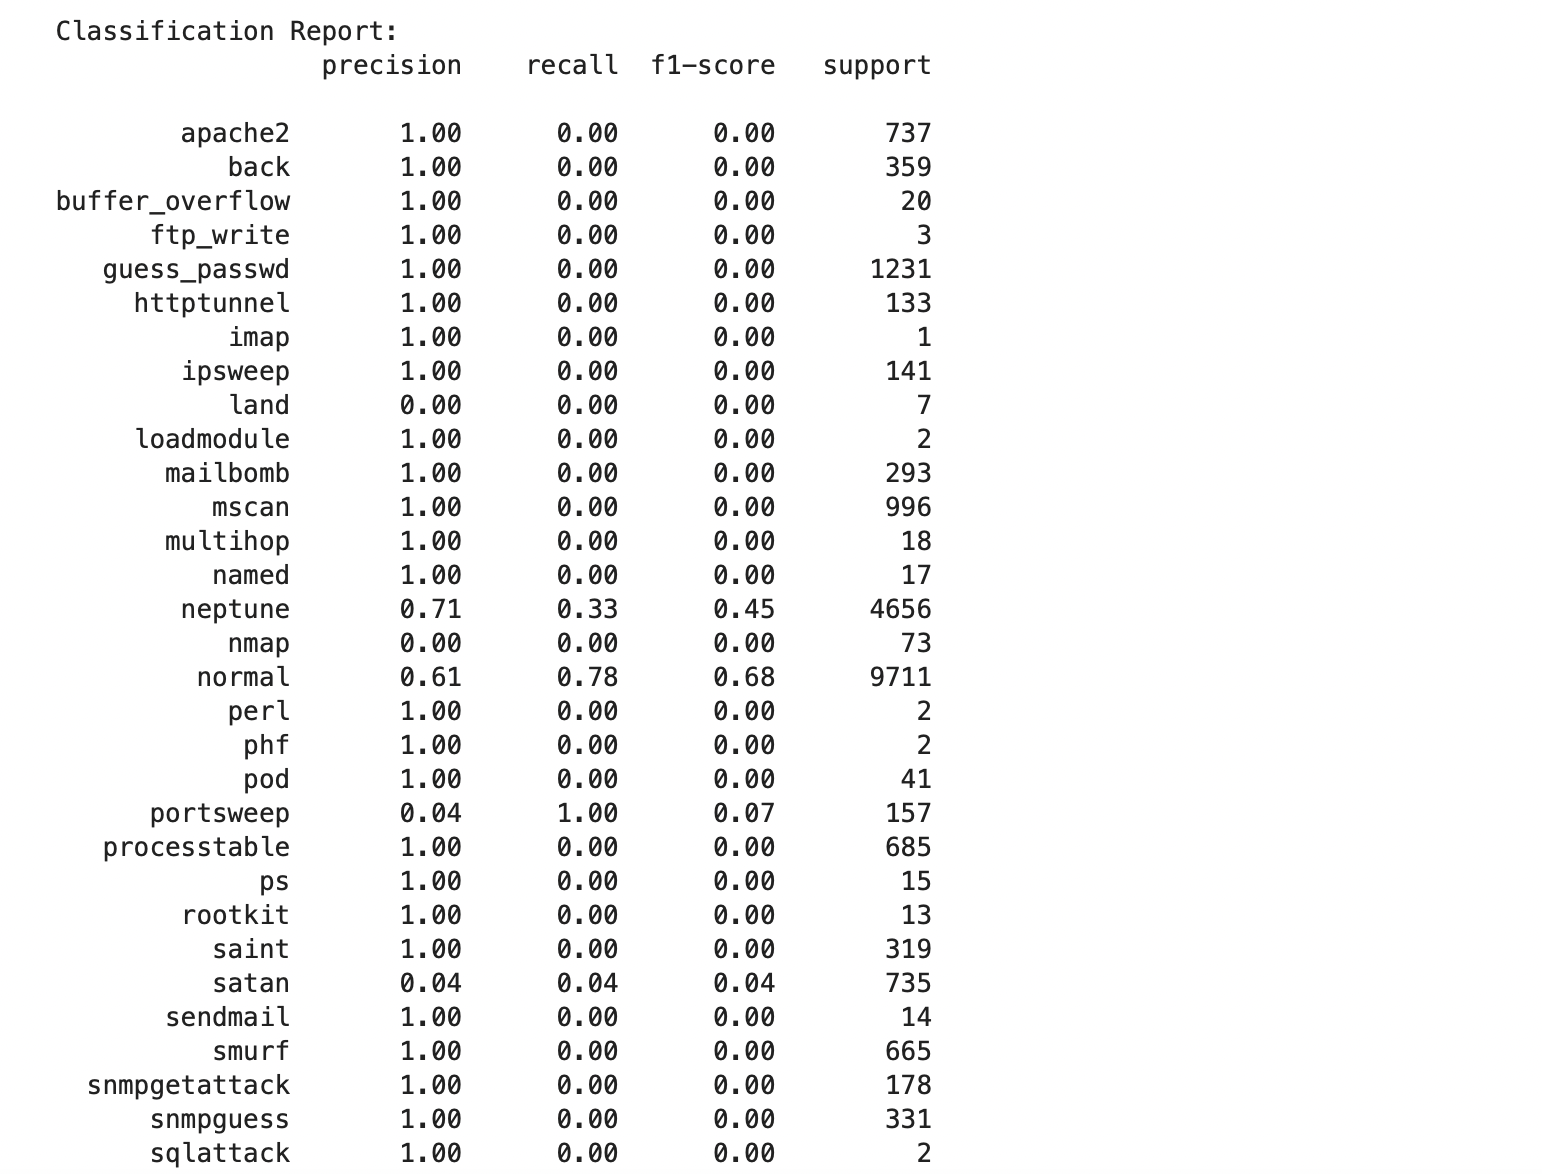 Classification Report:
precision recall f1-score support
apache2 1.00 0.00 0.00 737
back 1.00 0.00 0.00 359
buffer_overflow 1.00 0.00 0.00 20
ftp_write 1.00 0.00 0.00 3
guess_passwd 1.00 0.00 0.00 1231
httptunnel 1.00 0.00 0.00 133
imap 1.00 0.00 0.00 1
ipsweep 1.00 0.00 0.00 141
land 0.00 0.00 0.00 7
loadmodule 1.00 0.00 0.00 2
mailbomb 1.00 0.00 0.00 293
mscan 1.00 0.00 0.00 996
multihop 1.00 0.00 0.00 18
named 1.00 0.00 0.00 17
neptune 0.71 0.33 0.45 4656
nmap 0.00 0.00 0.00 73
normal 0.61 0.78 0.68 9711
perl 1.00 0.00 0.00 2
phf 1.00 0.00 0.00 2
pod 1.00 0.00 0.00 41
portsweep 0.04 1.00 0.07 157
processtable 1.00 0.00 0.00 685
ps 1.00 0.00 0.00 15
rootkit 1.00 0.00 0.00 13
saint 1.00 0.00 0.00 319
satan 0.04 0.04 0.04 735
sendmail 1.00 0.00 0.00 14
smurf 1.00 0.00 0.00 665
snmpgetattack 1.00 0.00 0.00 178
snmpguess 1.00 0.00 0.00 331
sqlattack 1.00 0.00 0.00 2